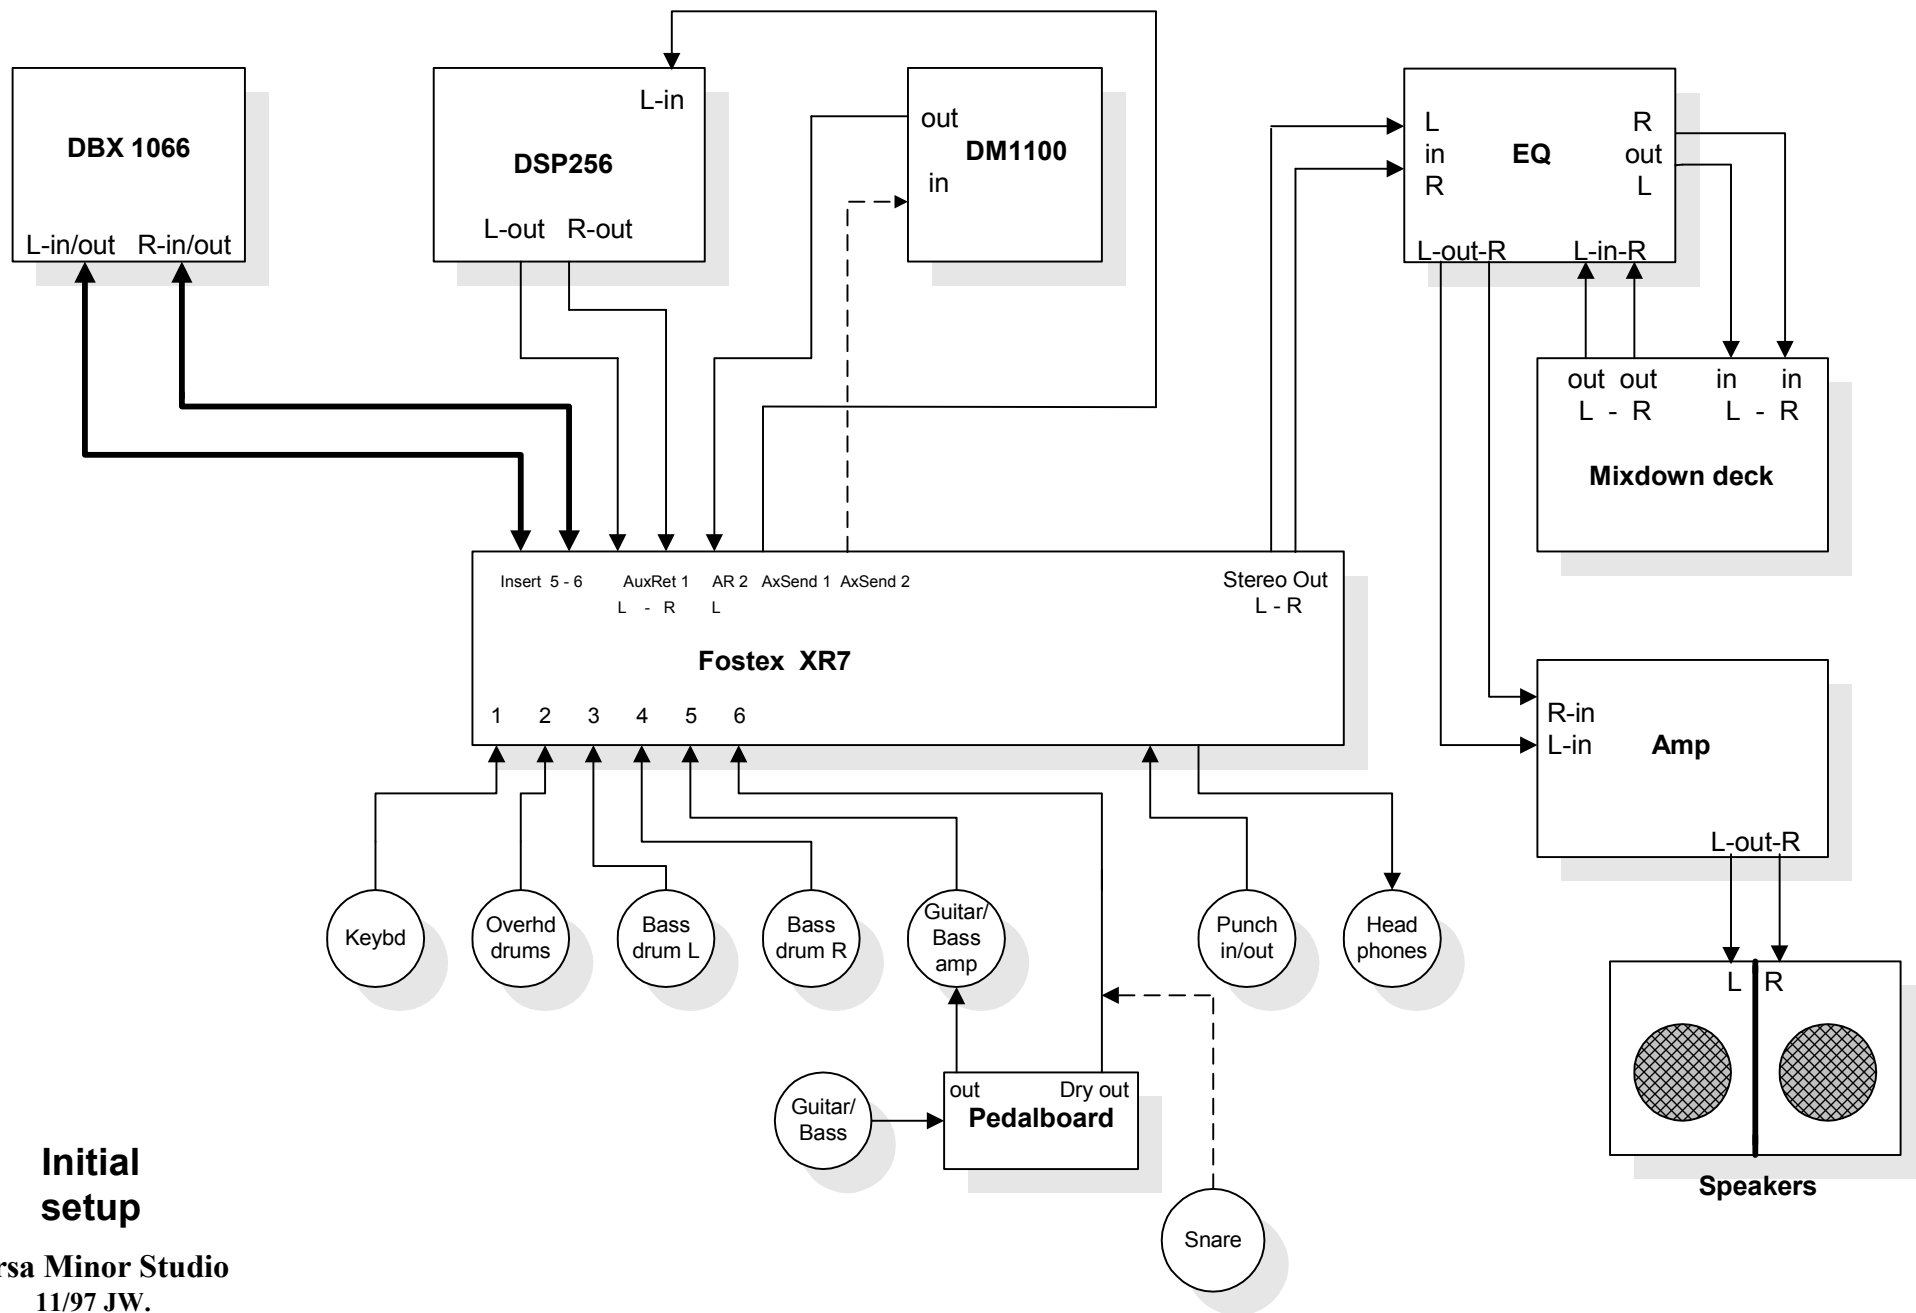 DBX 1066
L-in/out R-in/out
L-in
DSP256
L-out R-out
out
DM1100
in
L
in
R
EQ
R
out
L
L-out-R L-in-R
out out in in
L - R L - R
Mixdown deck
Insert 5 - 6 AuxRet 1 AR 2 AxSend 1 AxSend 2
L - R L
Stereo Out
L - R
Fostex XR7
1 2 3 4 5 6
R-in
L-in
Amp
L-out-R
Keybd
Overhd
drums
Bass
drum L
Bass
drum R
Guitar/
Bass
amp
Punch
in/out
Head
phones
L R
Speakers
Guitar/
Bass
out Dry out
Pedalboard
Snare
Initial
setup
rsa Minor Studio
11/97 JW.